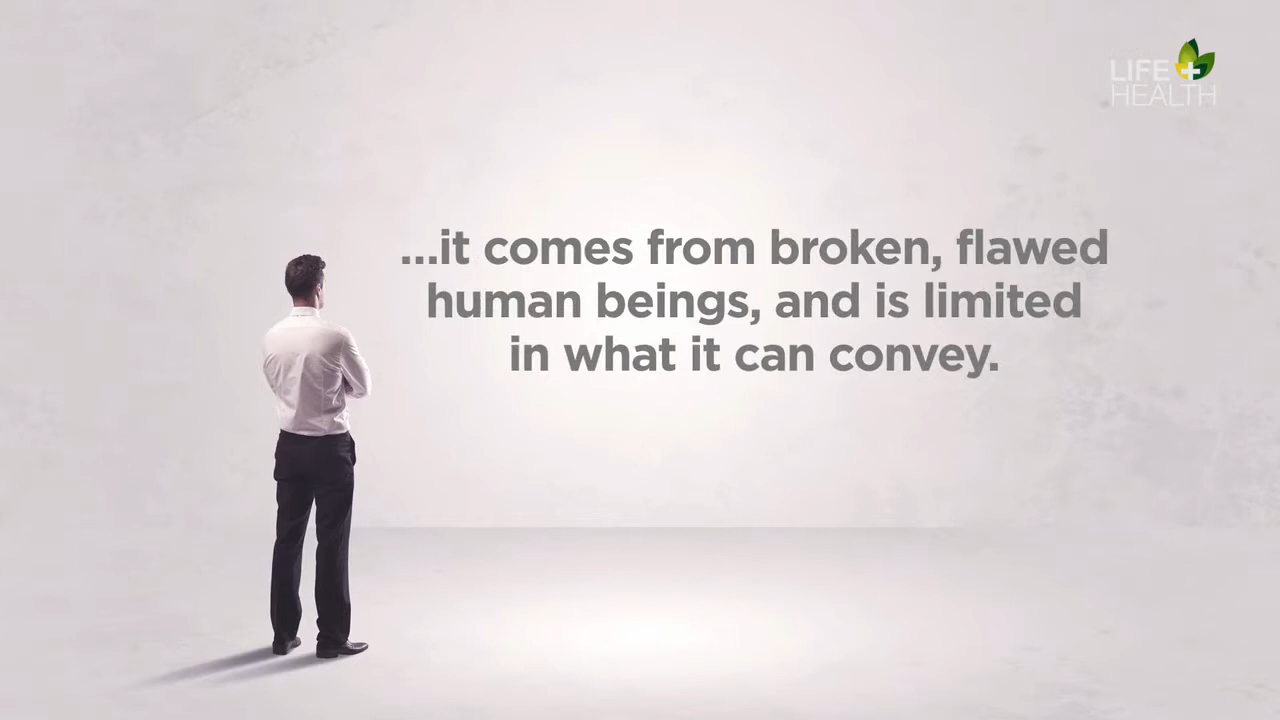 LIFE
HEALTH
...it comes from broken, flawed
human beings, and is limited
in what it can convey.